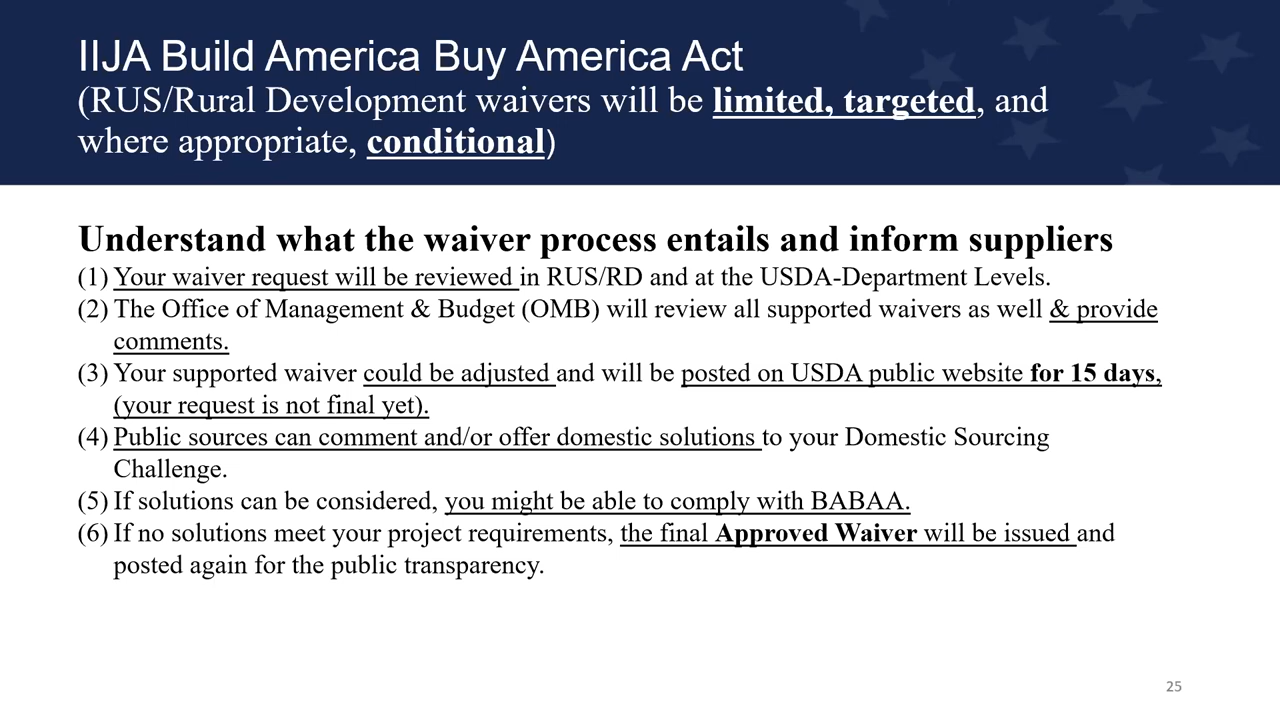 IIJA Build America Buy America Act
(RUS/Rural Development waivers will be limited, targeted, and
where appropriate, conditional)
Understand what the waiver process entails and inform suppliers
(1) Your waiver request will be reviewed in RUS/RD and at the USDA-Department Levels.
(2) The Office of Management & Budget (OMB) will review all supported waivers as well & provide
comments.
(3) Your supported waiver could be adjusted and will be posted on USDA public website for 15 days,
(your request is not final yet).
(4) Public sources can comment and/or offer domestic solutions to your Domestic Sourcing
Challenge.
(5) If solutions can be considered, you might be able to comply with BABAA.
(6) If no solutions meet your project requirements, the final Approved Waiver will be issued and
posted again for the public transparency.
25